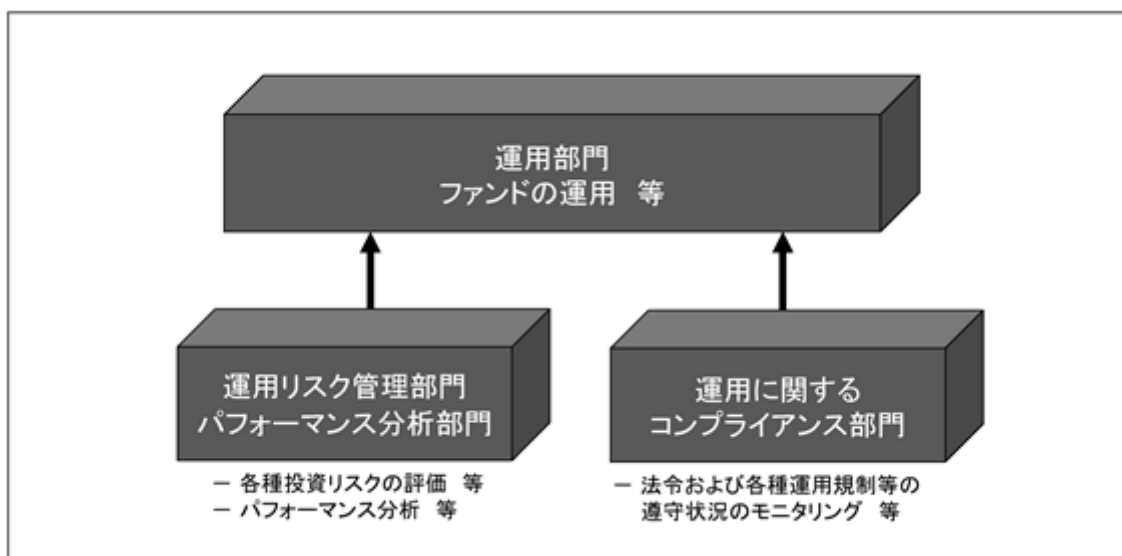 運用部門
ファンドの運用 等
運用リスク管理部門
パフォーマンス分析部門
－ 各種投資リスクの評価 等
－ パフォーマンス分析 等
運用に関する
コンプライアンス部門
－ 法令および各種運用規制等の
遵守状況のモニタリング 等